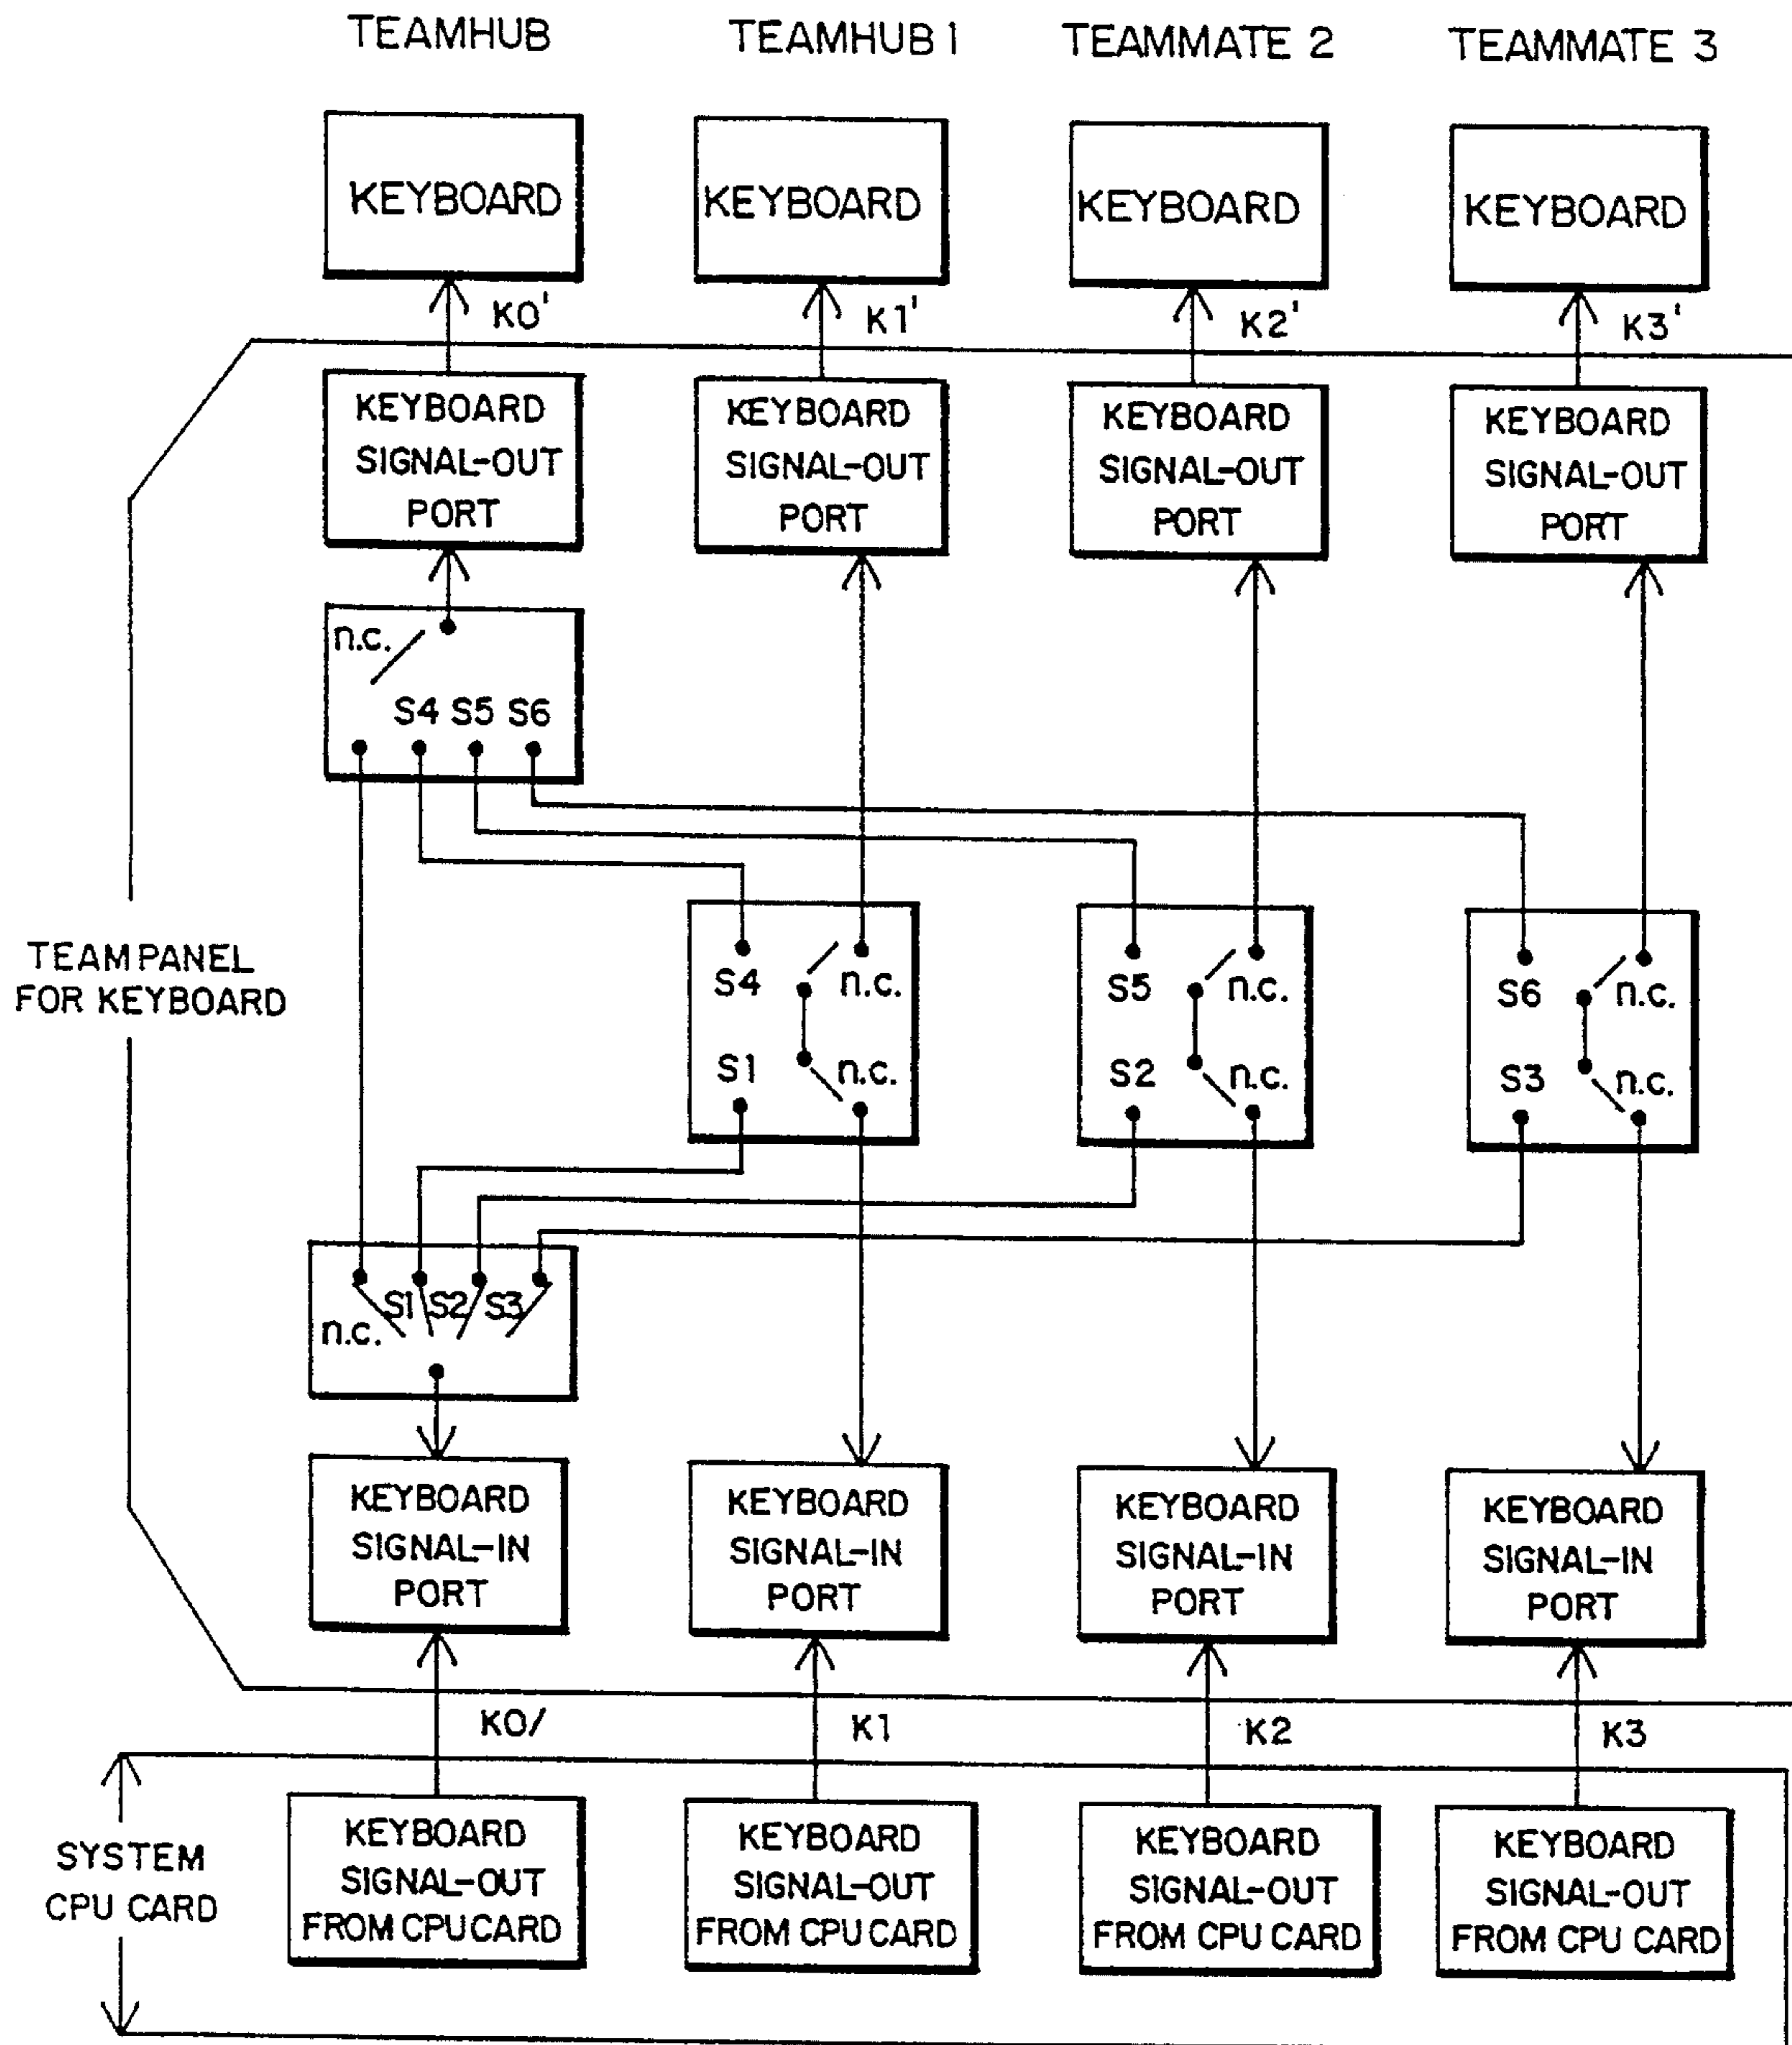 TEAMHUB TEAMHUB 1 TEAMMATE 2 TEAMMATE 3
KEYBOARD KEYBOARD KEYBOARD KEYBOARD
K0' K1' K2' K3'
KEYBOARD
SIGNAL-OUT
PORT
KEYBOARD
SIGNAL-OUT
PORT
KEYBOARD
SIGNAL-OUT
PORT
KEYBOARD
SIGNAL-OUT
PORT
n.c.
S4 S5 S6
TEAM PANEL
FOR KEYBOARD
S4 n.c.
S1 n.c.
S5 n.c.
S2 n.c.
S6 n.c.
S3 n.c.
S1 S2 S3
n.c.
KEYBOARD
SIGNAL-IN
PORT
KEYBOARD
SIGNAL-IN
PORT
KEYBOARD
SIGNAL-IN
PORT
KEYBOARD
SIGNAL-IN
PORT
K0/ K1 K2 K3
SYSTEM
CPU CARD
KEYBOARD
SIGNAL-OUT
FROM CPU CARD
KEYBOARD
SIGNAL-OUT
FROM CPU CARD
KEYBOARD
SIGNAL-OUT
FROM CPU CARD
KEYBOARD
SIGNAL-OUT
FROM CPU CARD